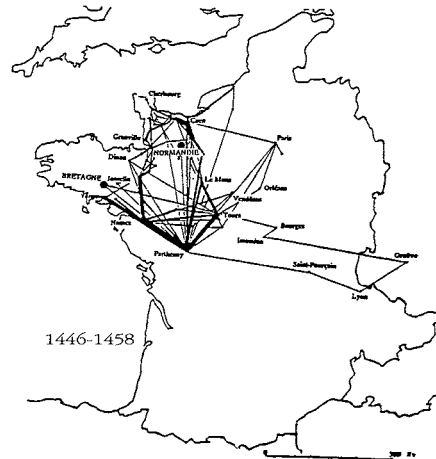 Cherbourg
Caen
Granville
NORMANDIE
Paris
Dinan
BRETAGNE
Le Mans
Orléans
Vendôme
Tours
Nantes
Bourges
Issoudun
Genève
Parthenay
Saint-Pourçain
Lyon
1446-1458